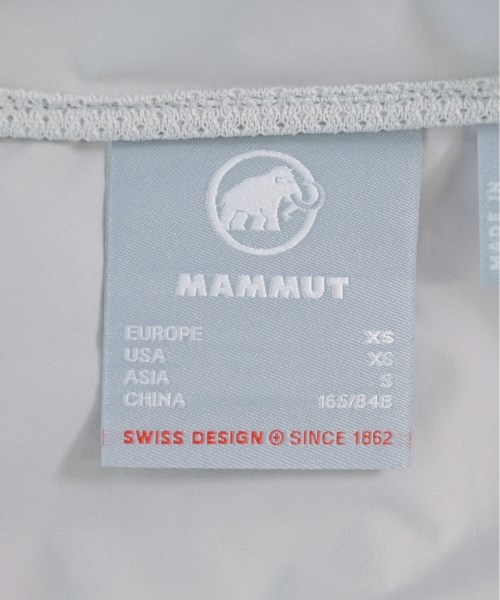 MAMMUT
EUROPE XS
USA XS
ASIA S
CHINA 165/84B
SWISS DESIGN SINCE 1862